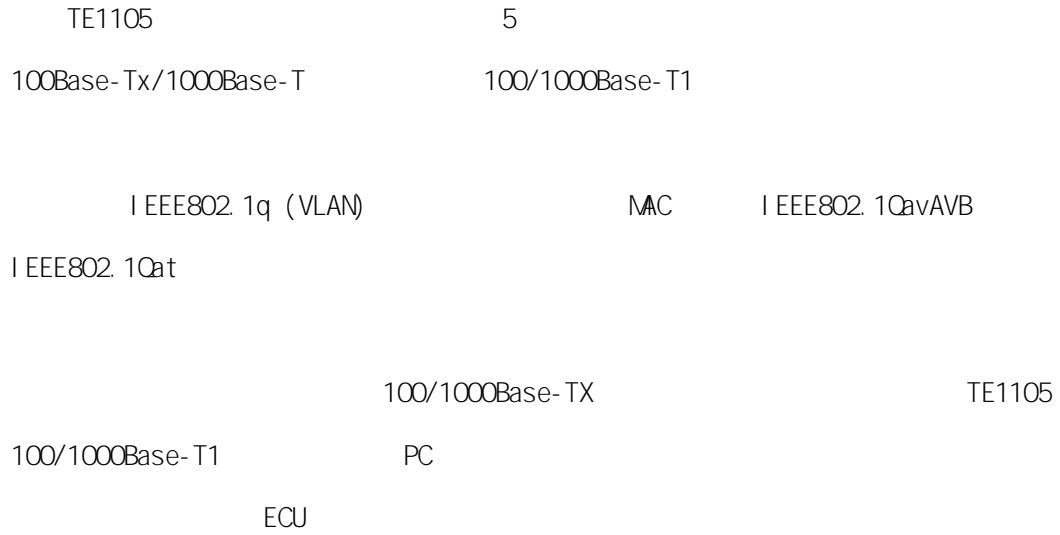 TE1105 5
100Base-Tx/1000Base-T 100/1000Base-T1
IEEE802.1q (VLAN) MAC IEEE802.1QavAVB
IEEE802.1Qat
100/1000Base-TX TE1105
100/1000Base-T1 PC
ECU